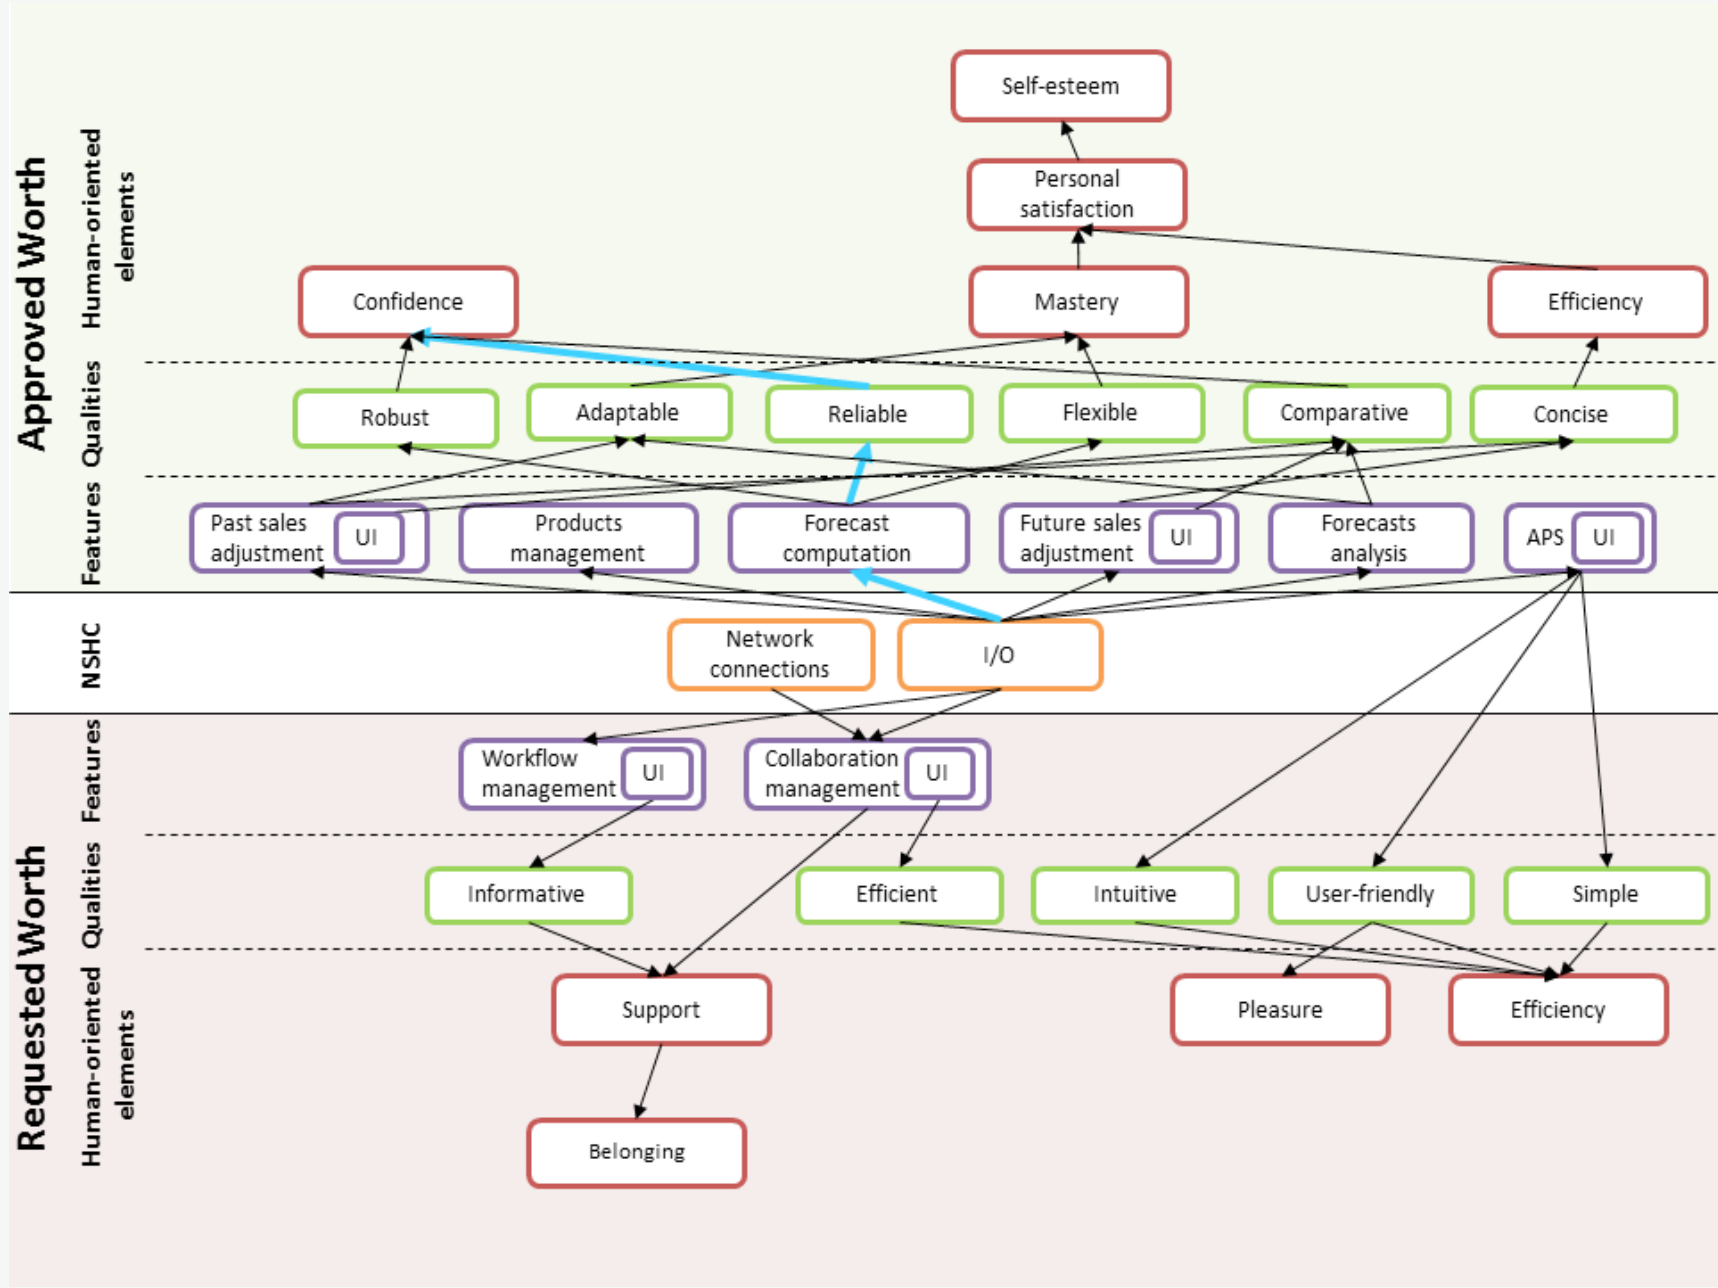 Approved Worth
Human-oriented
elements
Self-esteem
Personal
satisfaction
Confidence
Mastery
Efficiency
Qualities
Robust
Adaptable
Reliable
Flexible
Comparative
Concise
Features
Past sales
adjustment
UI
Products
management
Forecast
computation
Future sales
adjustment
UI
Forecasts
analysis
APS
UI
NSHC
Network
connections
I/O
Requested Worth
Features
Workflow
management
UI
Collaboration
management
UI
Qualities
Informative
Efficient
Intuitive
User-friendly
Simple
Human-oriented
elements
Support
Pleasure
Efficiency
Belonging